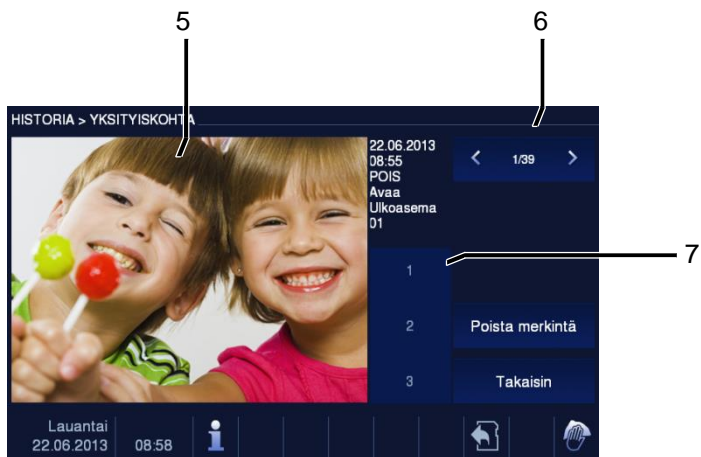 5
6
HISTORIA > YKSITYISKOHTA
22.06.2013
08:55
POIS
Avaa
Ulkoasema
01
1/39
7
1
2
Poista merkintä
3
Takaisin
Lauantai
22.06.2013
08:58